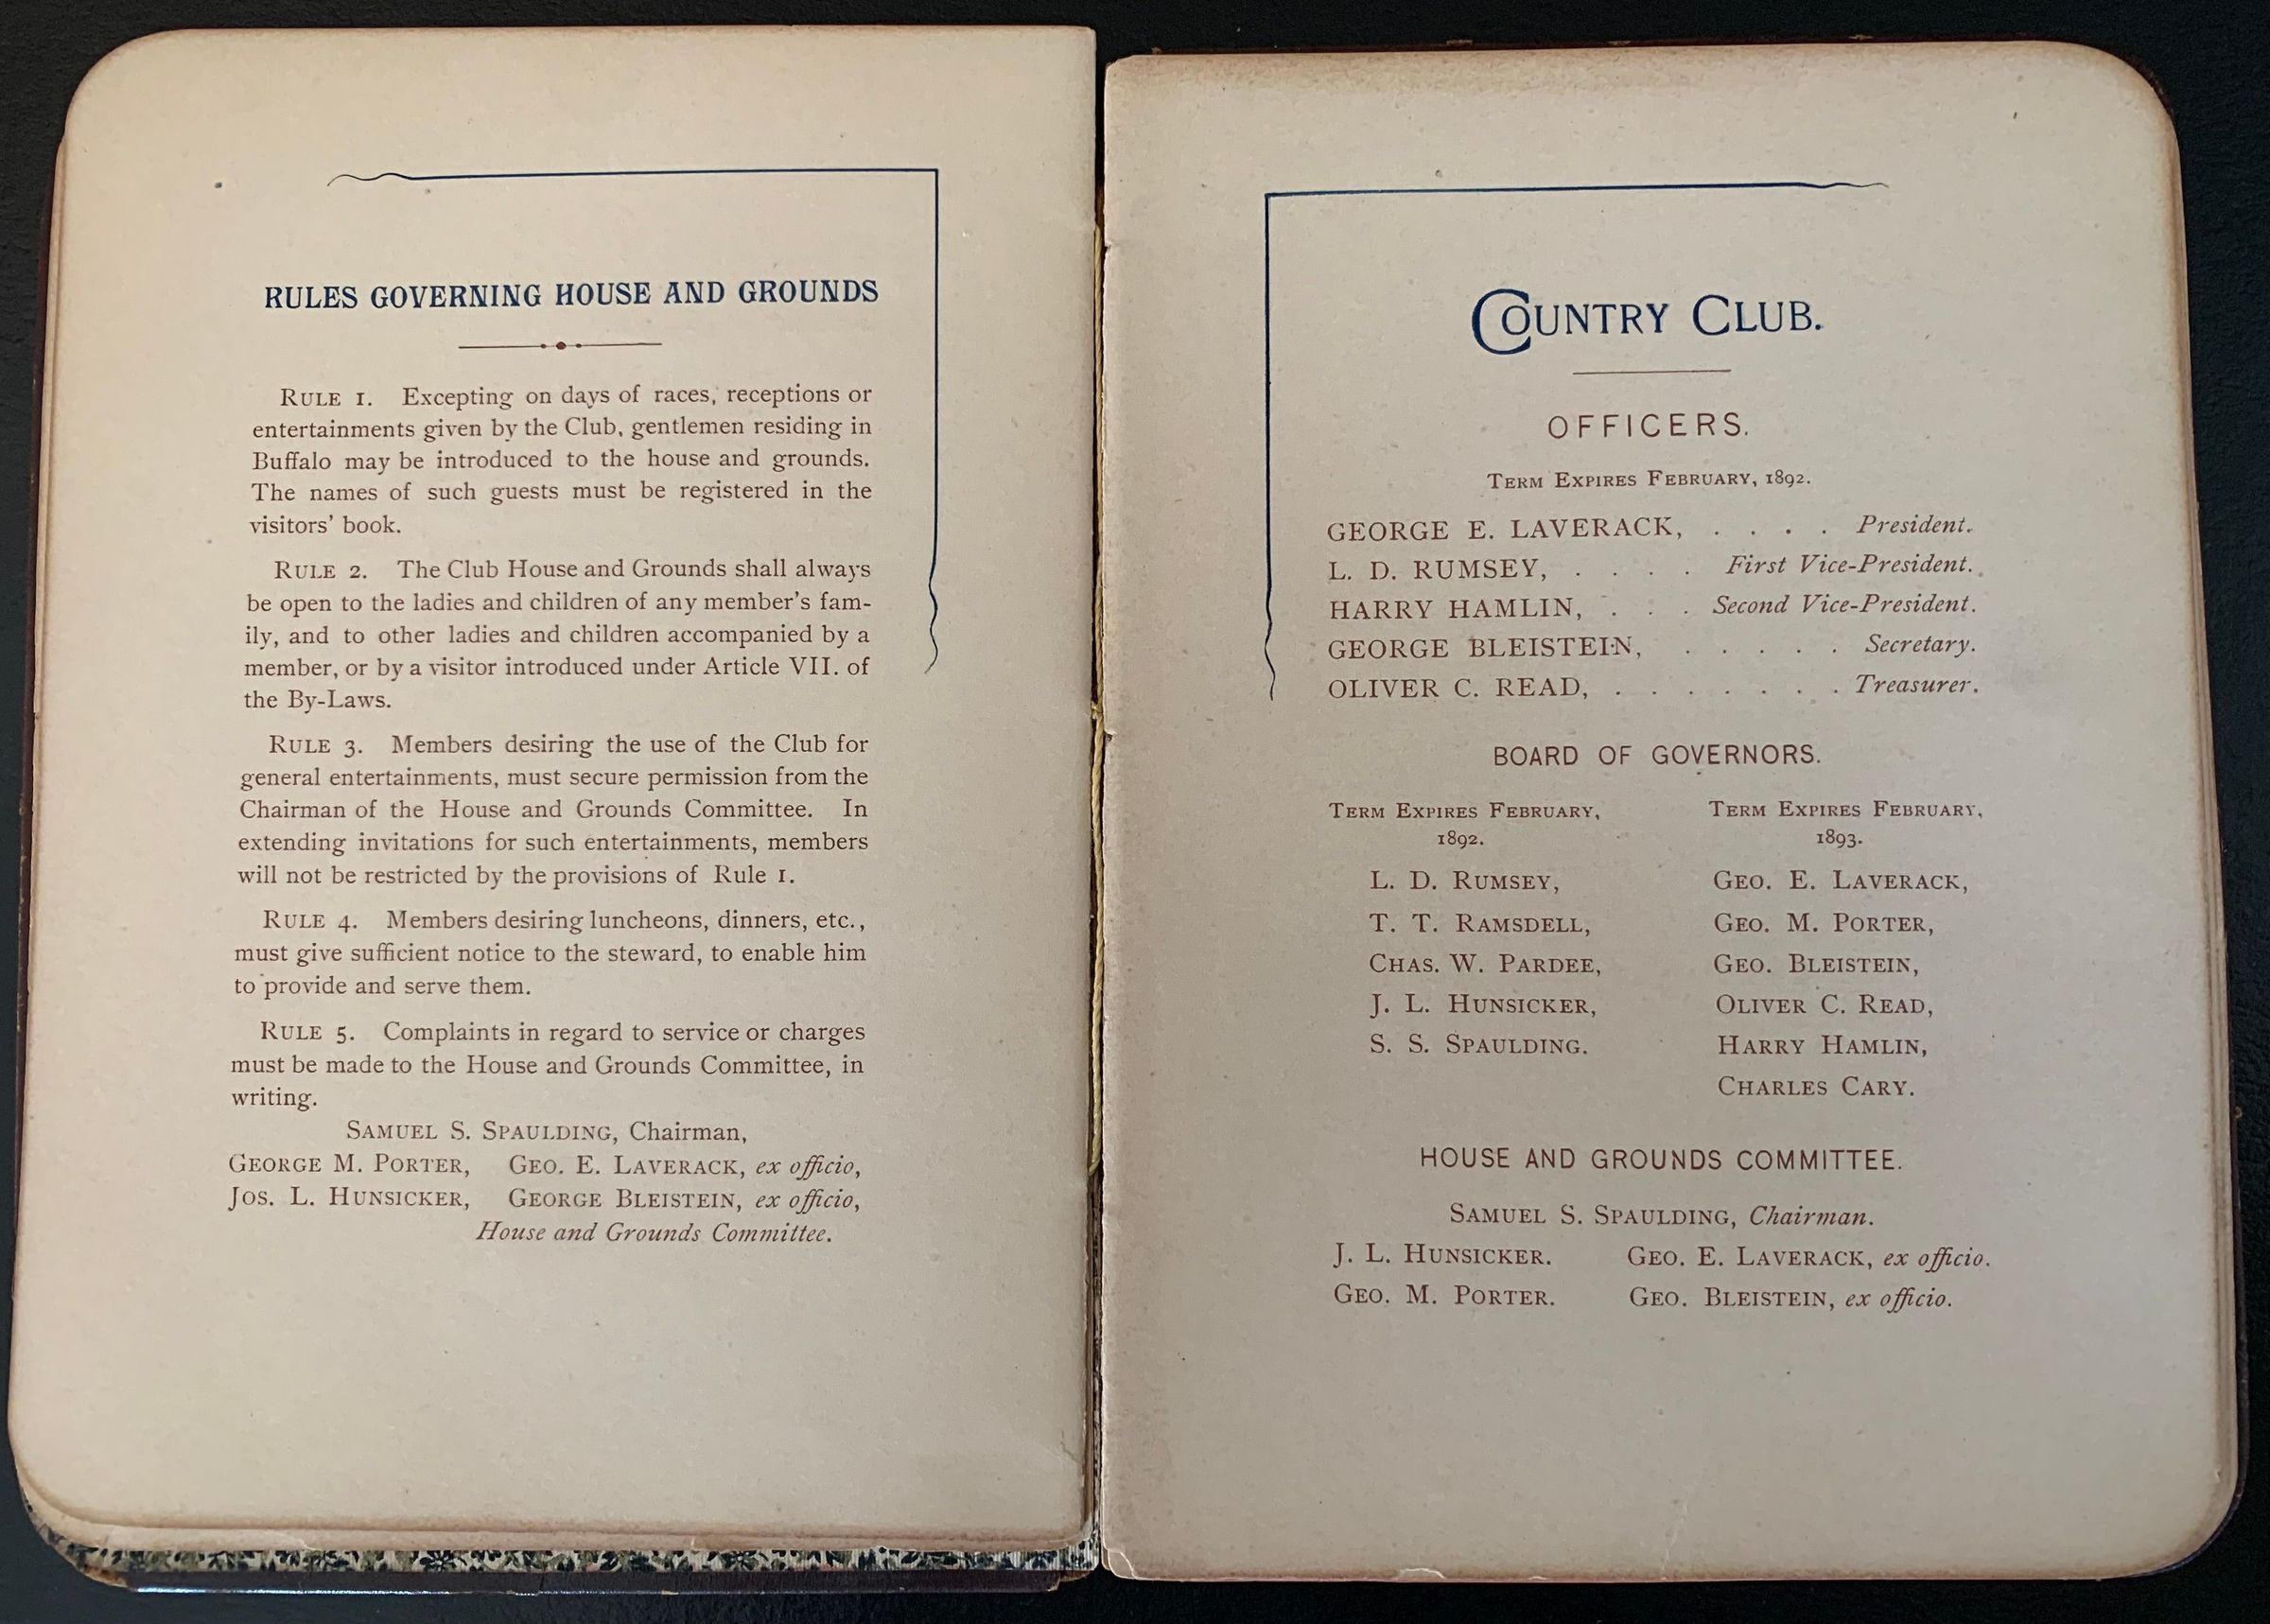 RULES GOVERNING HOUSE AND GROUNDS
RULE 1. Excepting on days of races, receptions or
entertainments given by the Club, gentlemen residing in
Buffalo may be introduced to the house and grounds.
The names of such guests must be registered in the
visitors' book.
RULE 2. The Club House and Grounds shall always
be open to the ladies and children of any member's fam-
ily, and to other ladies and children accompanied by a
member, or by a visitor introduced under Article VII. of
the By-Laws.
RULE 3. Members desiring the use of the Club for
general entertainments, must secure permission from the
Chairman of the House and Grounds Committee. In
extending invitations for such entertainments, members
will not be restricted by the provisions of Rule 1.
RULE 4. Members desiring luncheons, dinners, etc.,
must give sufficient notice to the steward, to enable him
to provide and serve them.
RULE 5. Complaints in regard to service or charges
must be made to the House and Grounds Committee, in
writing.
SAMUEL S. SPAULDING, Chairman,
GEORGE M. PORTER, GEO. E. LAVERACK, ex officio,
JOS. L. HUNSICKER, GEORGE BLEISTEIN, ex officio,
House and Grounds Committee.
COUNTRY CLUB.
OFFICERS.
TERM EXPIRES FEBRUARY, 1892.
GEORGE E. LAVERACK, . . . . President.
L. D. RUMSEY, . . . . First Vice-President.
HARRY HAMLIN, . . . Second Vice-President.
GEORGE BLEISTEIN, . . . . . Secretary.
OLIVER C. READ, . . . . . . . Treasurer.
BOARD OF GOVERNORS.
TERM EXPIRES FEBRUARY, TERM EXPIRES FEBRUARY,
1892. 1893.
L. D. RUMSEY, GEO. E. LAVERACK,
T. T. RAMSDELL, GEO. M. PORTER,
CHAS. W. PARDEE, GEO. BLEISTEIN,
J. L. HUNSICKER, OLIVER C. READ,
S. S. SPAULDING. HARRY HAMLIN,
CHARLES CARY.
HOUSE AND GROUNDS COMMITTEE.
SAMUEL S. SPAULDING, Chairman.
J. L. HUNSICKER. GEO. E. LAVERACK, ex officio.
GEO. M. PORTER. GEO. BLEISTEIN, ex officio.